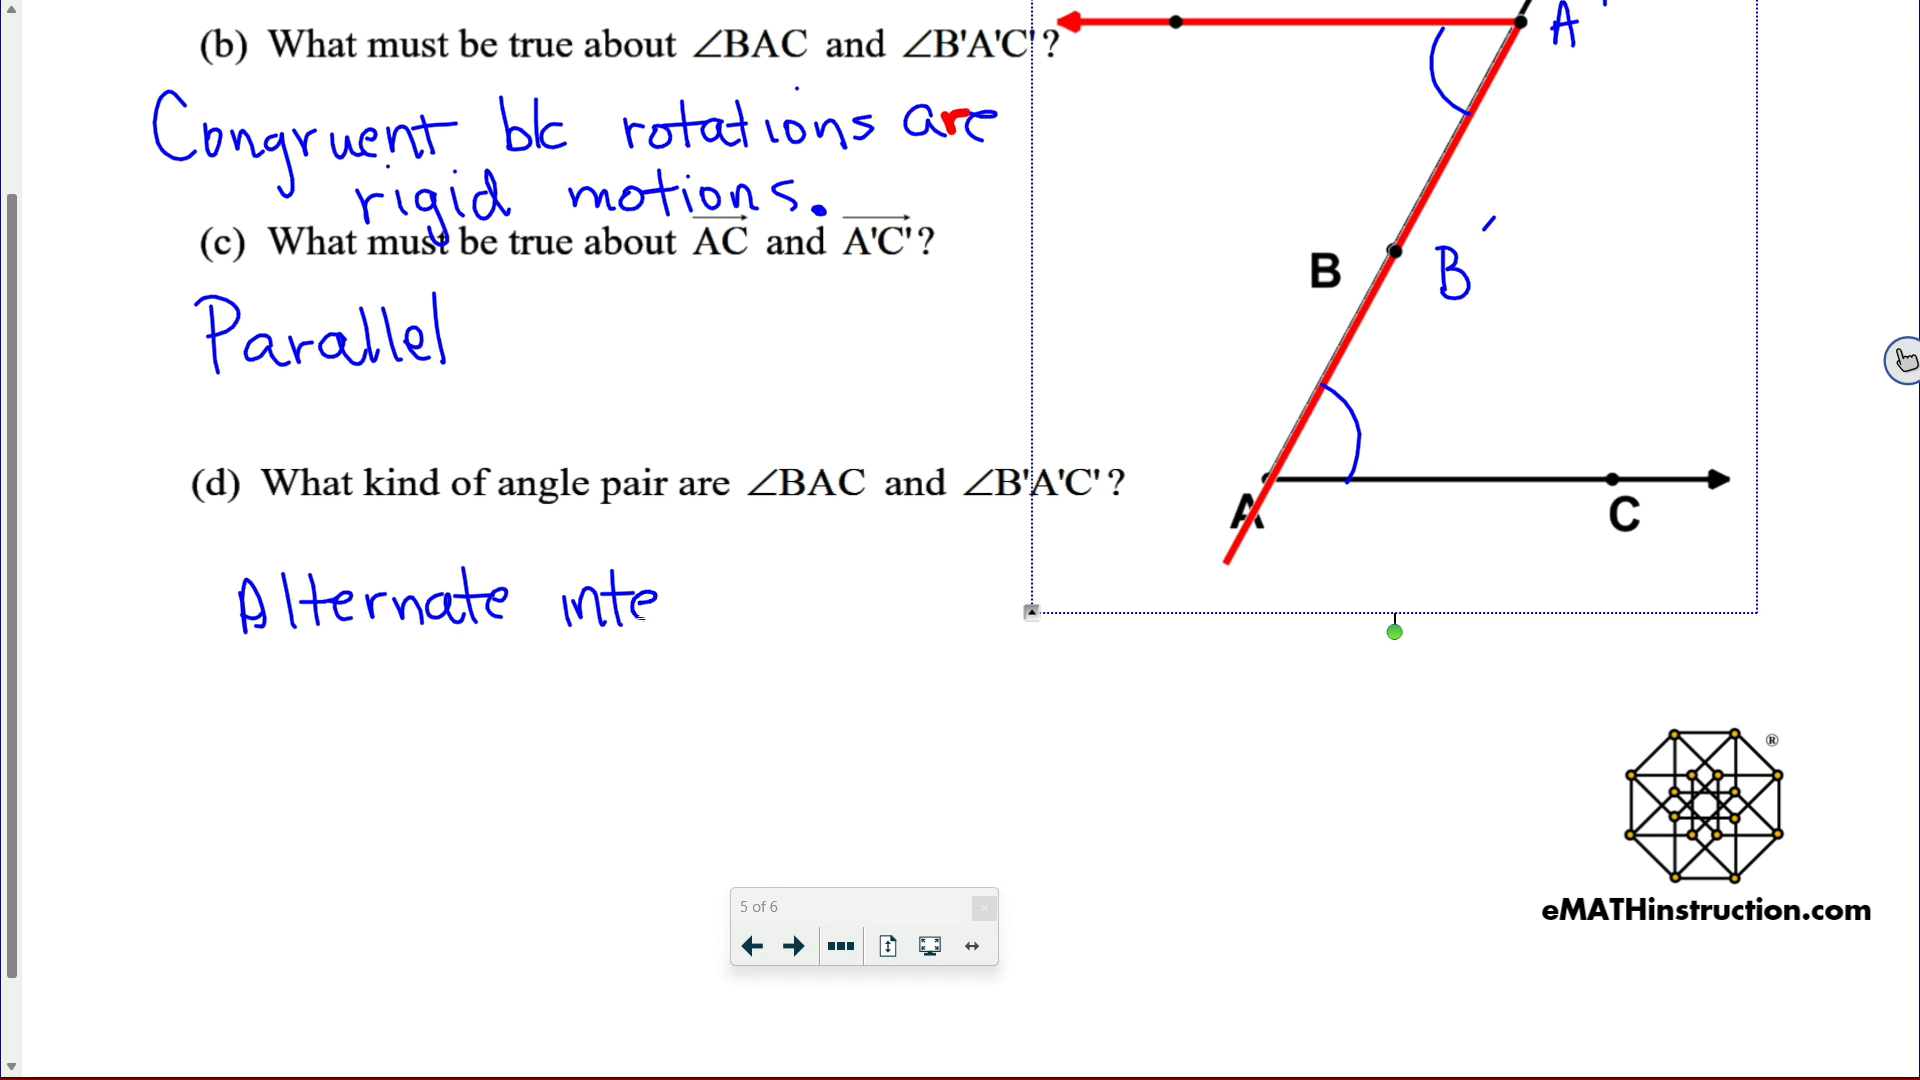 (b) What must be true about ∠BAC and ∠B'A'C'?
A'
Congruent b/c rotations are
rigid motions.
(c) What must be true about AC and A'C'?
B B'
Parallel
(d) What kind of angle pair are ∠BAC and ∠B'A'C'?
A C
Alternate inte
®
eMATHinstruction.com
5 of 6